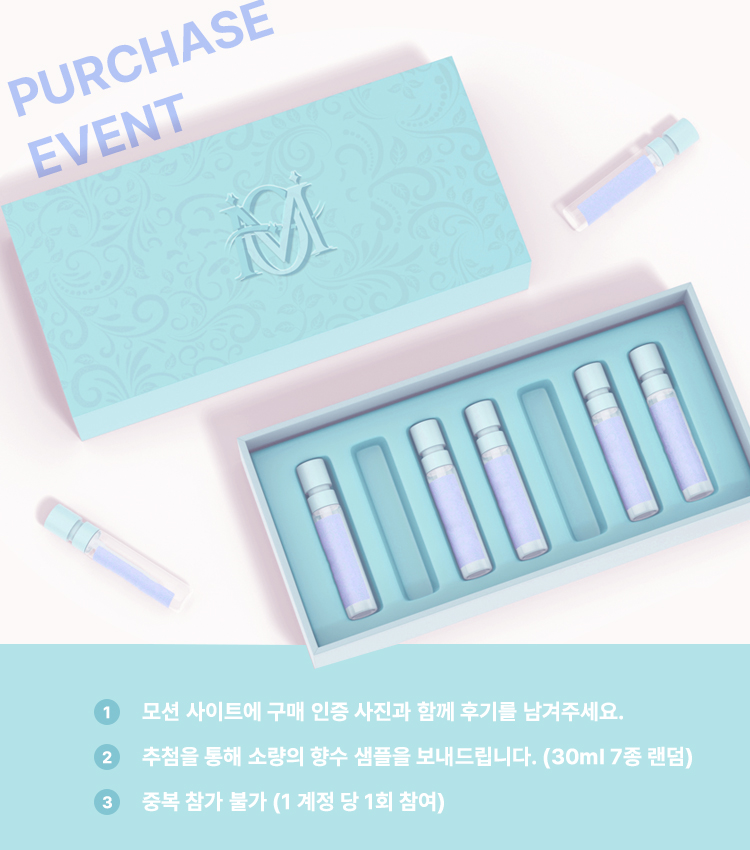 PURCHASE
EVENT
1 모션 사이트에 구매 인증 사진과 함께 후기를 남겨주세요.
2 추첨을 통해 소량의 향수 샘플을 보내드립니다. (30ml 7종 랜덤)
3 중복 참가 불가 (1 계정 당 1회 참여)